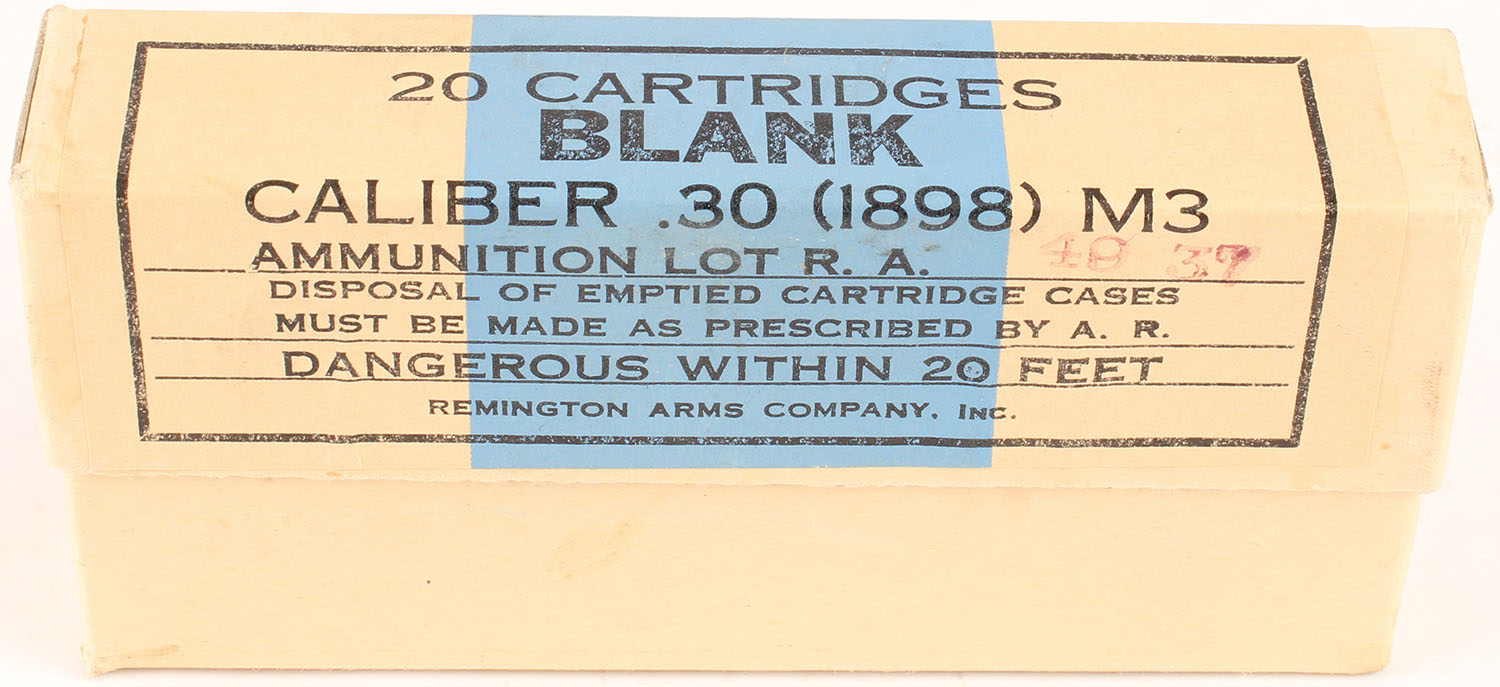 20 CARTRIDGES
BLANK
CALIBER .30 (1898) M3
AMMUNITION LOT R. A. 49 37
DISPOSAL OF EMPTIED CARTRIDGE CASES
MUST BE MADE AS PRESCRIBED BY A. R.
DANGEROUS WITHIN 20 FEET
REMINGTON ARMS COMPANY, INC.